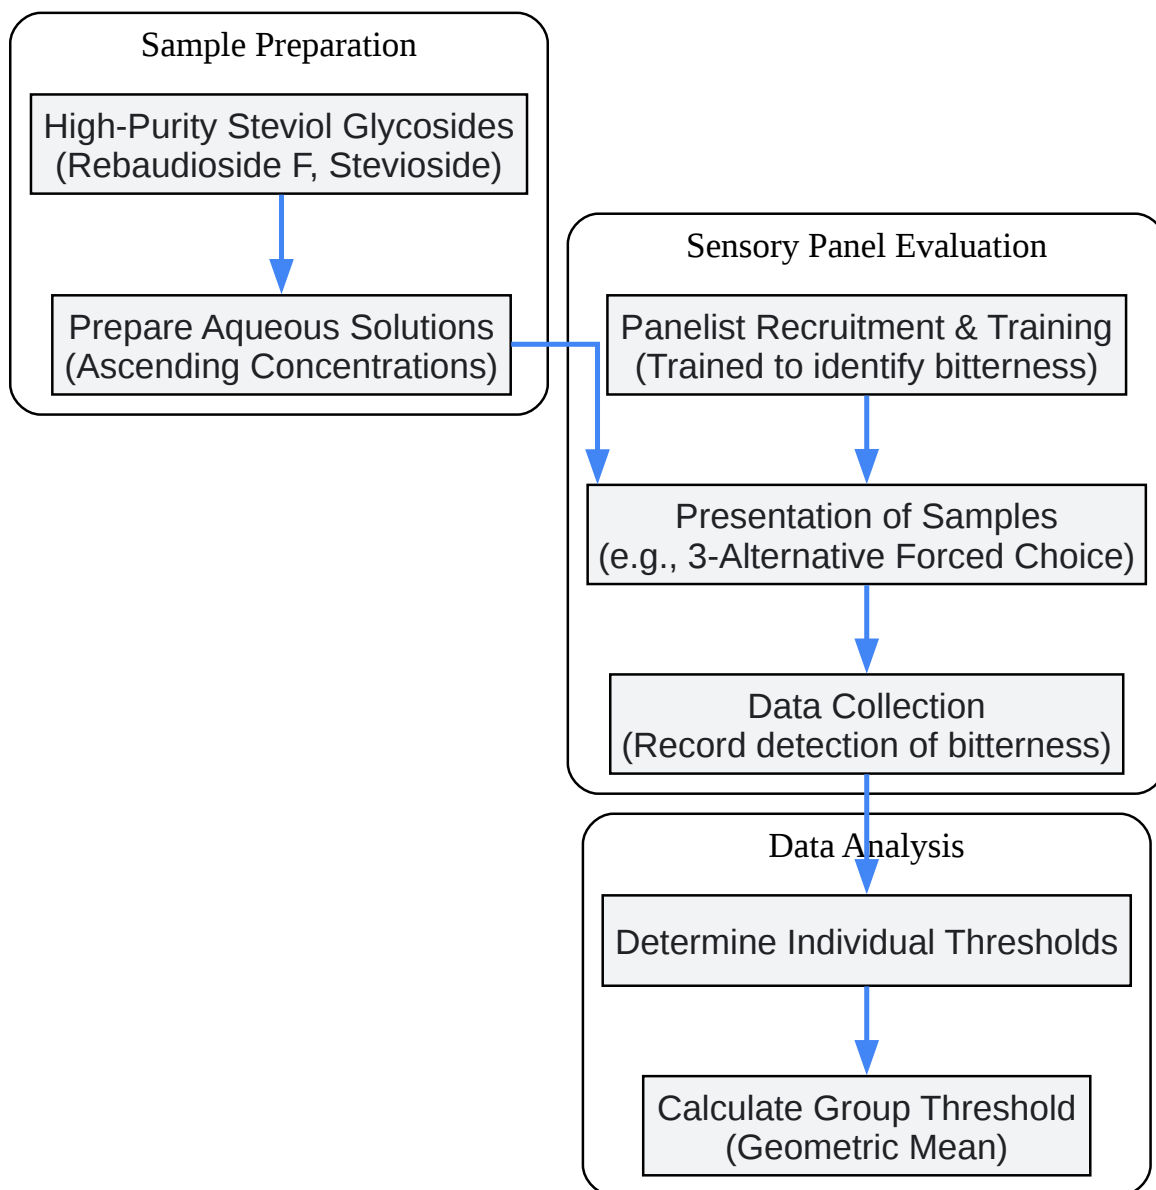 Sample Preparation
High-Purity Steviol Glycosides
(Rebaudioside F, Stevioside)
Prepare Aqueous Solutions
(Ascending Concentrations)
Sensory Panel Evaluation
Panelist Recruitment & Training
(Trained to identify bitterness)
Presentation of Samples
(e.g., 3-Alternative Forced Choice)
Data Collection
(Record detection of bitterness)
Data Analysis
Determine Individual Thresholds
Calculate Group Threshold
(Geometric Mean)